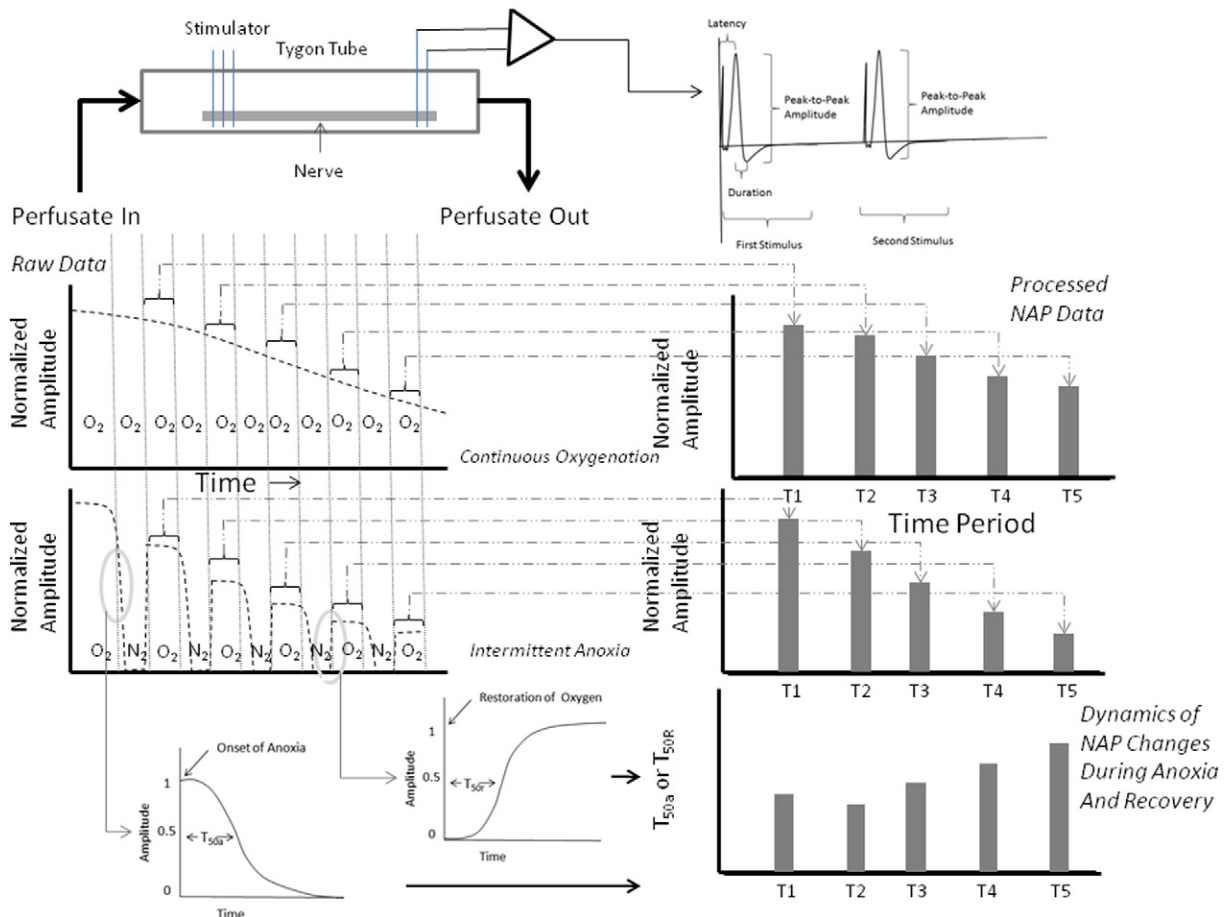 Stimulator
Tygon Tube
Nerve
Perfusate In
Perfusate Out
Latency
Peak-to-Peak
Amplitude
Peak-to-Peak
Amplitude
Duration
First Stimulus
Second Stimulus
Raw Data
Normalized
Amplitude
O2 O2 O2 O2 O2 O2 O2 O2 O2 O2
Continuous Oxygenation
Time
Processed
NAP Data
Normalized
Amplitude
T1 T2 T3 T4 T5
Time Period
Normalized
Amplitude
O2 N2 O2 N2 O2 N2 O2 N2 O2 N2 O2
Intermittent Anoxia
Normalized
Amplitude
T1 T2 T3 T4 T5
Onset of Anoxia
1
0.5
0
Amplitude
T50a
Time
Restoration of Oxygen
1
0.5
0
Amplitude
T50r
Time
T50a or T50R
Dynamics of
NAP Changes
During Anoxia
And Recovery
T1 T2 T3 T4 T5